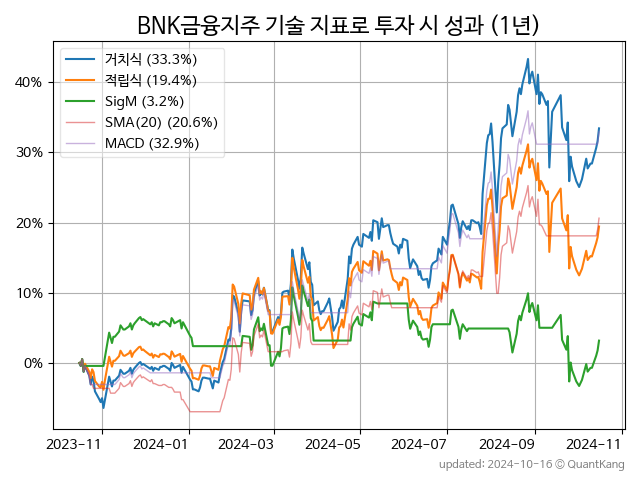 BNK금융지주 기술 지표로 투자 시 성과 (1년)
거치식 (33.3%)
적립식 (19.4%)
SigM (3.2%)
SMA(20) (20.6%)
MACD (32.9%)
40%
30%
20%
10%
0%
2023-11 2024-01 2024-03 2024-05 2024-07 2024-09 2024-11
updated: 2024-10-16 © QuantKang